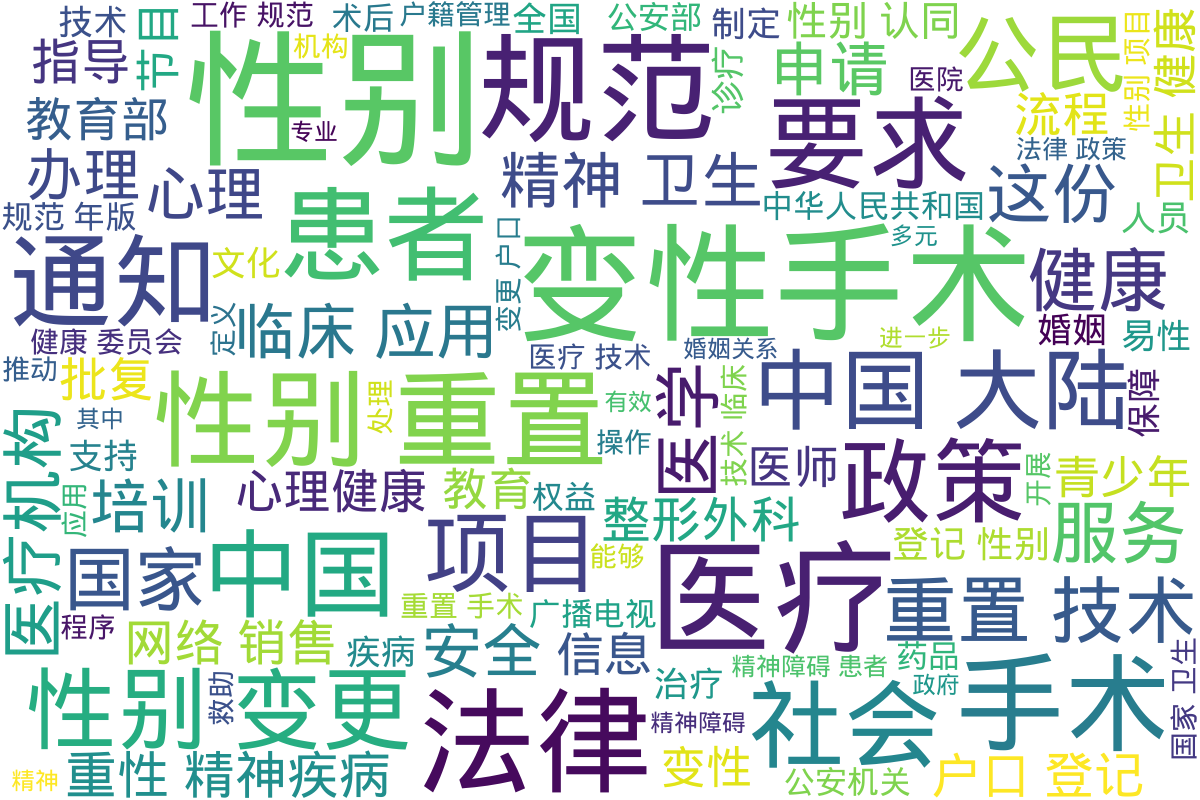 技术
工作 规范
术后
户籍管理
全国
公安部
制定
性别 认同
公民
项目
健康
指导
节目
性别
机构
规范
诊疗
申请
医院
流程
性别 项目
卫生 健康
教育部
专业
要求
法律 政策
办理
心理
患者
精神 卫生
中华人民共和国
这份
人员
规范 年版
通知
文化
变更 户口
变性手术
多元
健康
定义
临床 应用
健康 委员会
婚姻
易性
进一步
推动
批复
医疗 技术
婚姻关系
中国 大陆
保障
性别 重置
处理
有效
医学
临床
其中
医疗机构
支持
操作
技术
医师
政策
开展
青少年
应用
培训
心理健康
教育
权益
整形外科
登记 性别
服务
国家
中国
项目
能够
医疗
重置 技术
程序
网络 销售
重置 手术
广播电视
疾病
安全
信息
精神障碍 患者
药品
政府
国家 卫生
性别 变更
救助
法律
治疗
精神障碍
社会
手术
精神
重性 精神疾病
变性
公安机关
户口 登记